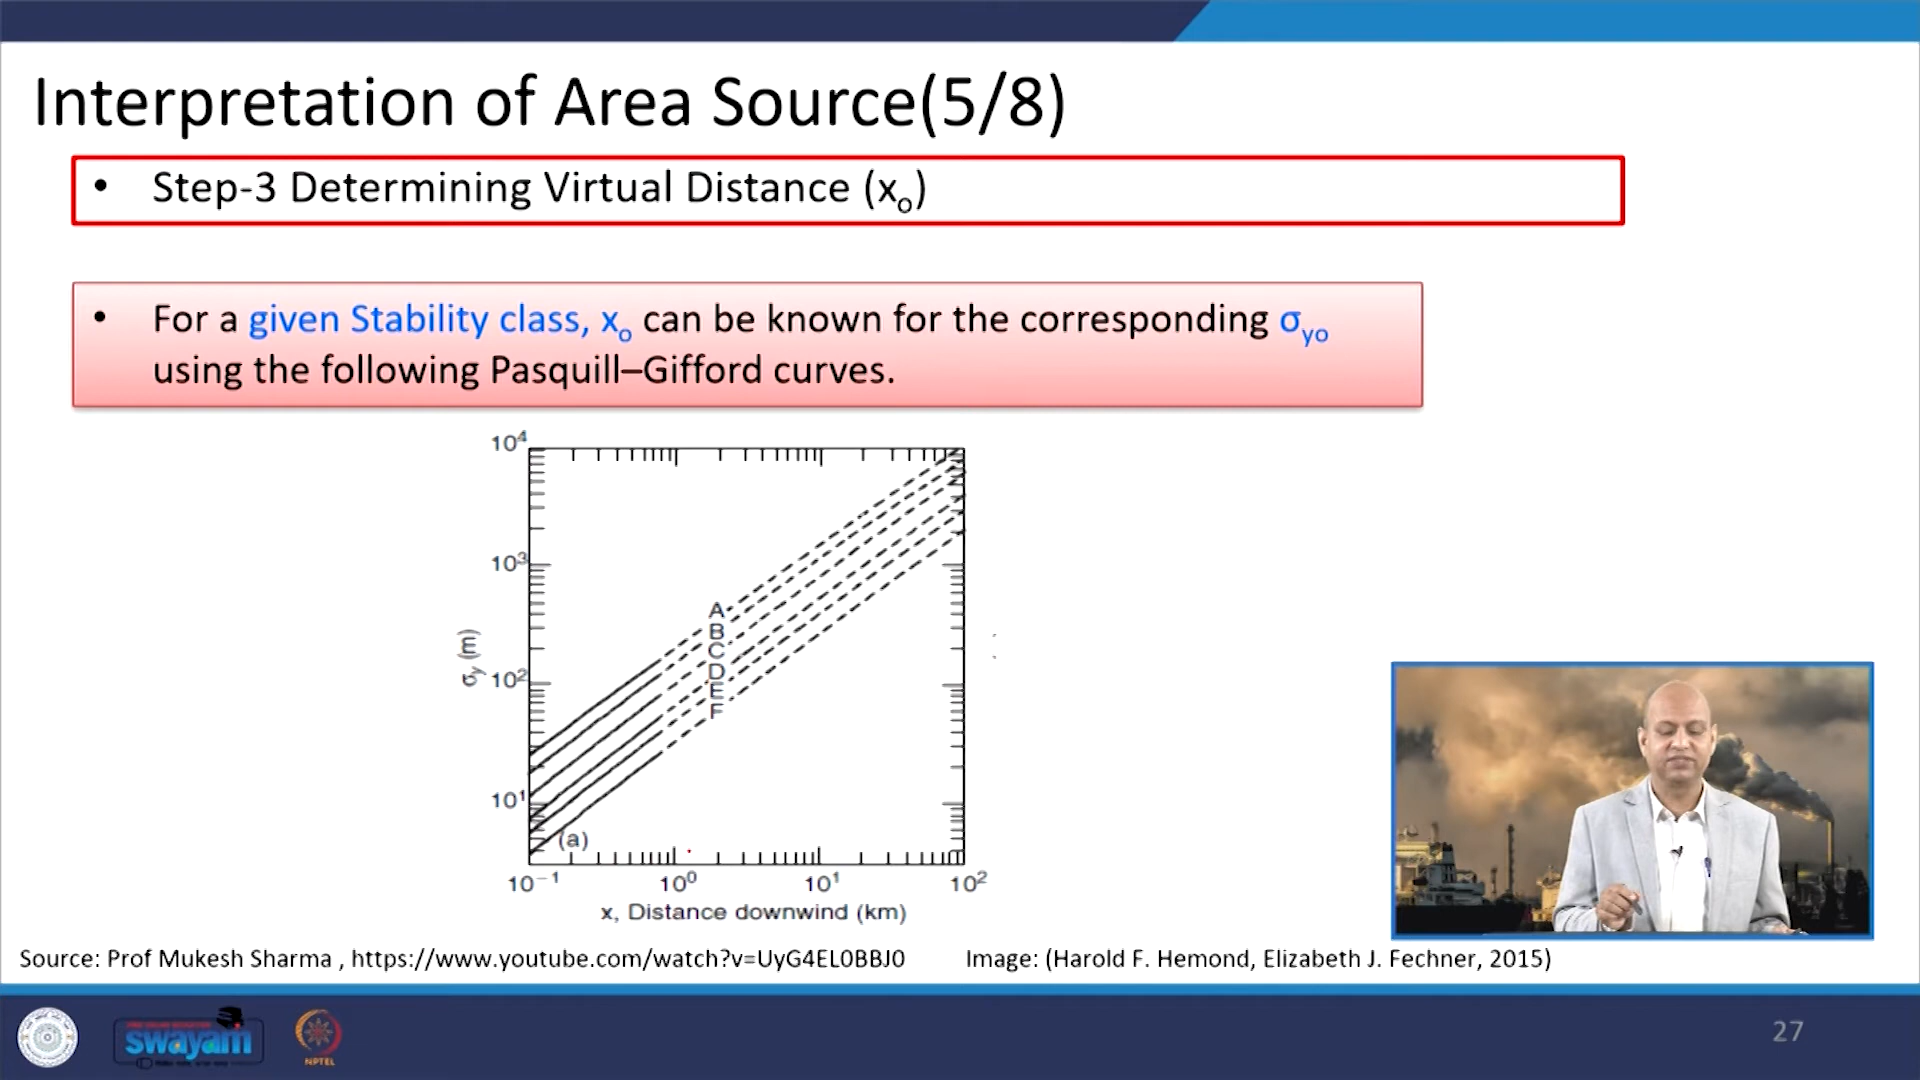 Interpretation of Area Source(5/8)
• Step-3 Determining Virtual Distance (xo)
• For a given Stability class, xo can be known for the corresponding σyo
using the following Pasquill–Gifford curves.
10⁴
10³
10²
10¹
σy (m)
A
B
C
D
E
F
(a)
10⁻¹ 10⁰ 10¹ 10²
x, Distance downwind (km)
Source: Prof Mukesh Sharma , https://www.youtube.com/watch?v=UyG4EL0BBJ0 Image: (Harold F. Hemond, Elizabeth J. Fechner, 2015)
swayam
NPTEL
27